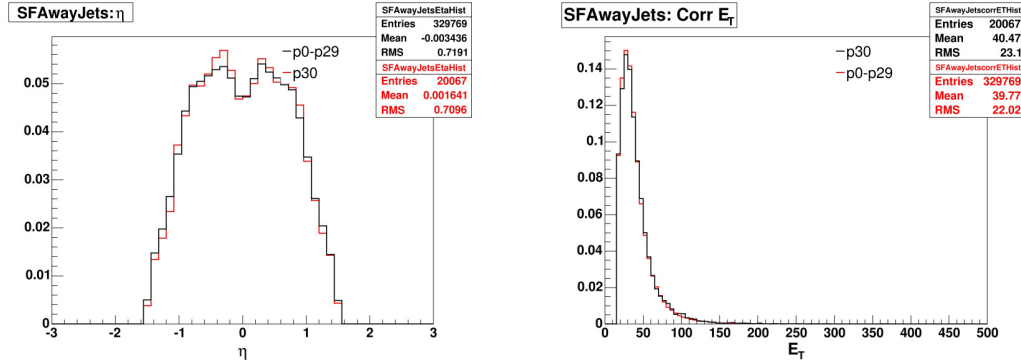 SFAwayJets: η
SFAwayJetsEtaHist
Entries 329769
Mean -0.003436
RMS 0.7191
SFAwayJetsEtaHist
Entries 20067
Mean 0.001641
RMS 0.7096
p0-p29
p30
0.05
0.04
0.03
0.02
0.01
0
-3 -2 -1 0 1 2 3
η
SFAwayJets: Corr E_T
SFAwayJetscorrETHist
Entries 20067
Mean 40.47
RMS 23.1
SFAwayJetscorrETHist
Entries 329769
Mean 39.77
RMS 22.02
p30
p0-p29
0.14
0.12
0.1
0.08
0.06
0.04
0.02
0
0 50 100 150 200 250 300 350 400 450 500
E_T